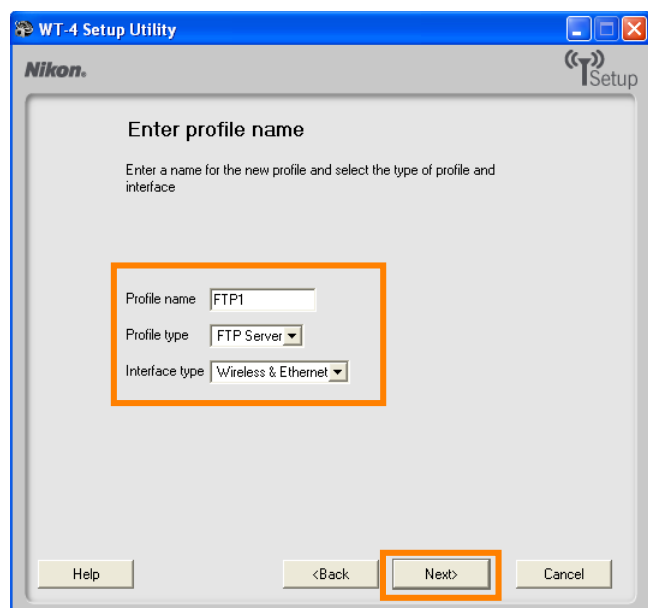 WT-4 Setup Utility
Nikon.
Setup
Enter profile name
Enter a name for the new profile and select the type of profile and
interface
Profile name FTP1
Profile type FTP Server
Interface type Wireless & Ethernet
Help <Back Next> Cancel